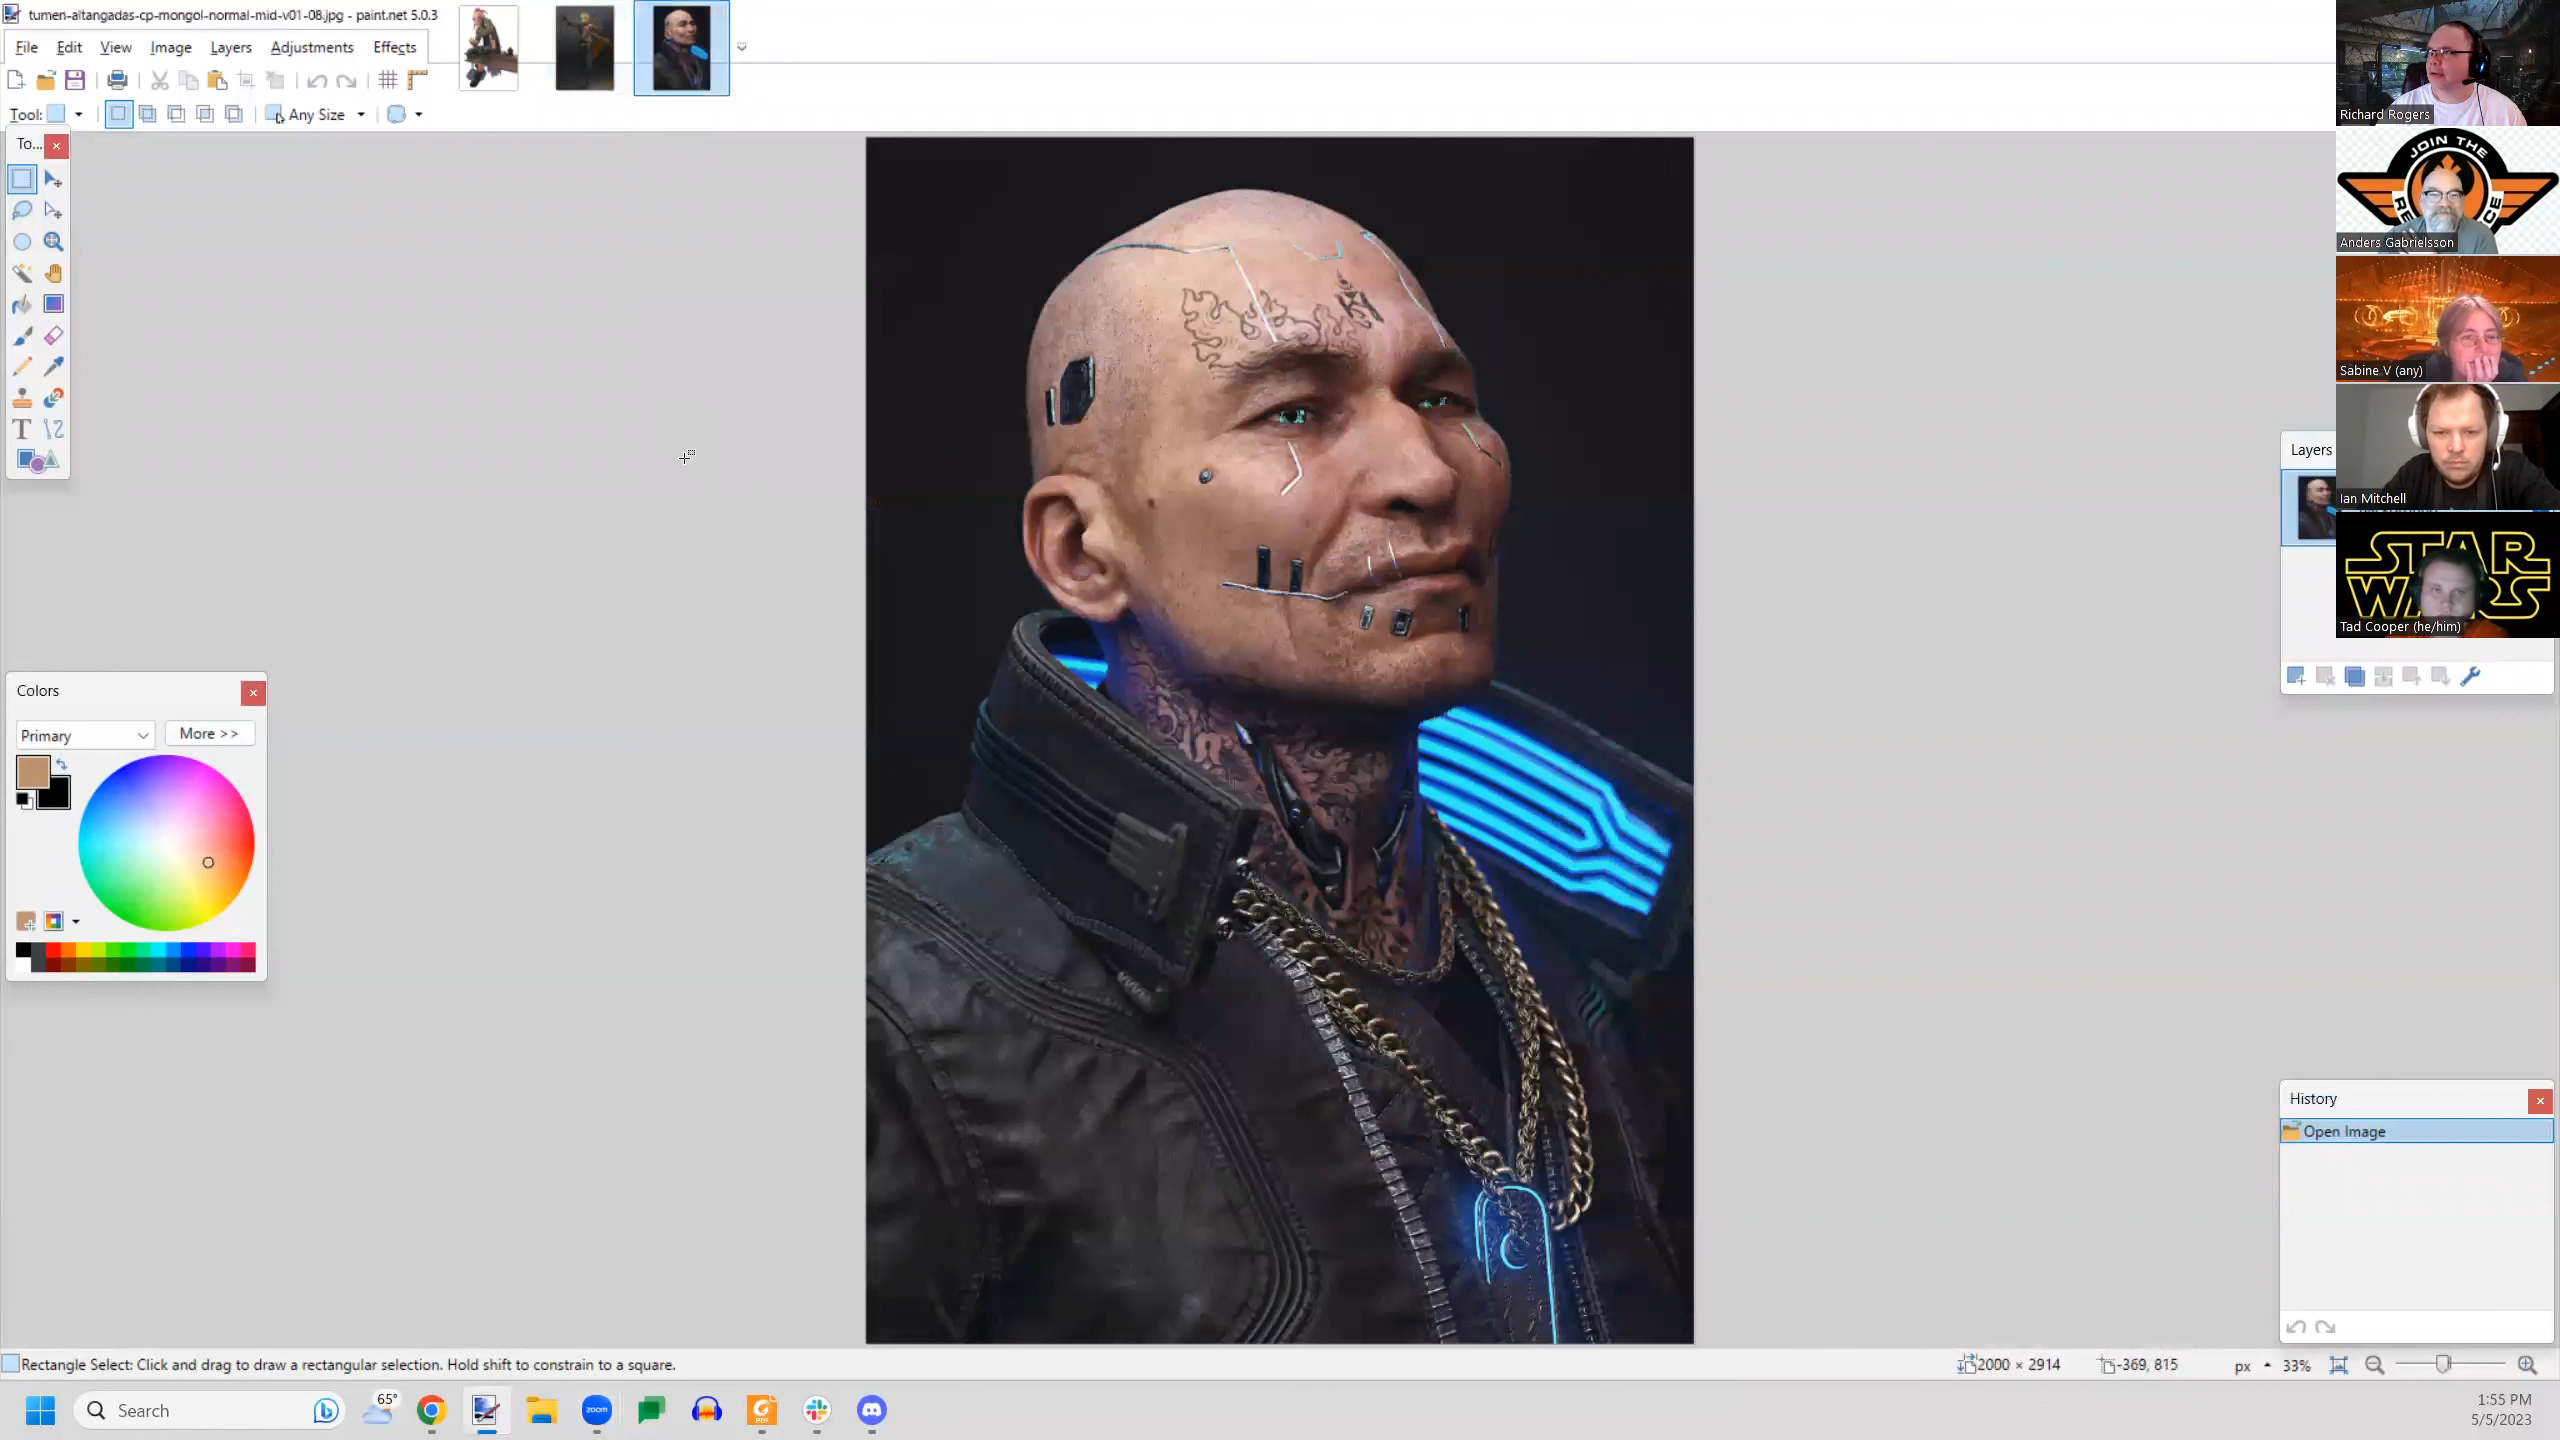 tumen-altangadas-cp-mongol-normal-mid-v01-08.jpg - paint.net 5.0.3
File Edit View Image Layers Adjustments Effects
Tool:
Any Size
To...
Colors
Primary
More >>
Layers
History
Open Image
JOIN THE
Richard Rogers
Anders Gabrielsson
Sabine V (any)
Ian Mitchell
STAR
WARS
Tad Cooper (he/him)
Rectangle Select: Click and drag to draw a rectangular selection. Hold shift to constrain to a square.
2000 × 2914
-369, 815
px
33%
Search
65°
zoom
PDF
1:55 PM
5/5/2023